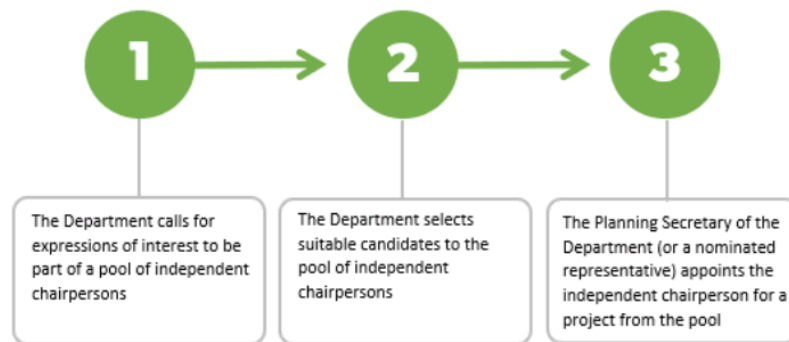 1
2
3
The Department calls for
expressions of interest to be
part of a pool of independent
chairpersons
The Department selects
suitable candidates to the
pool of independent
chairpersons
The Planning Secretary of the
Department (or a nominated
representative) appoints the
independent chairperson for a
project from the pool